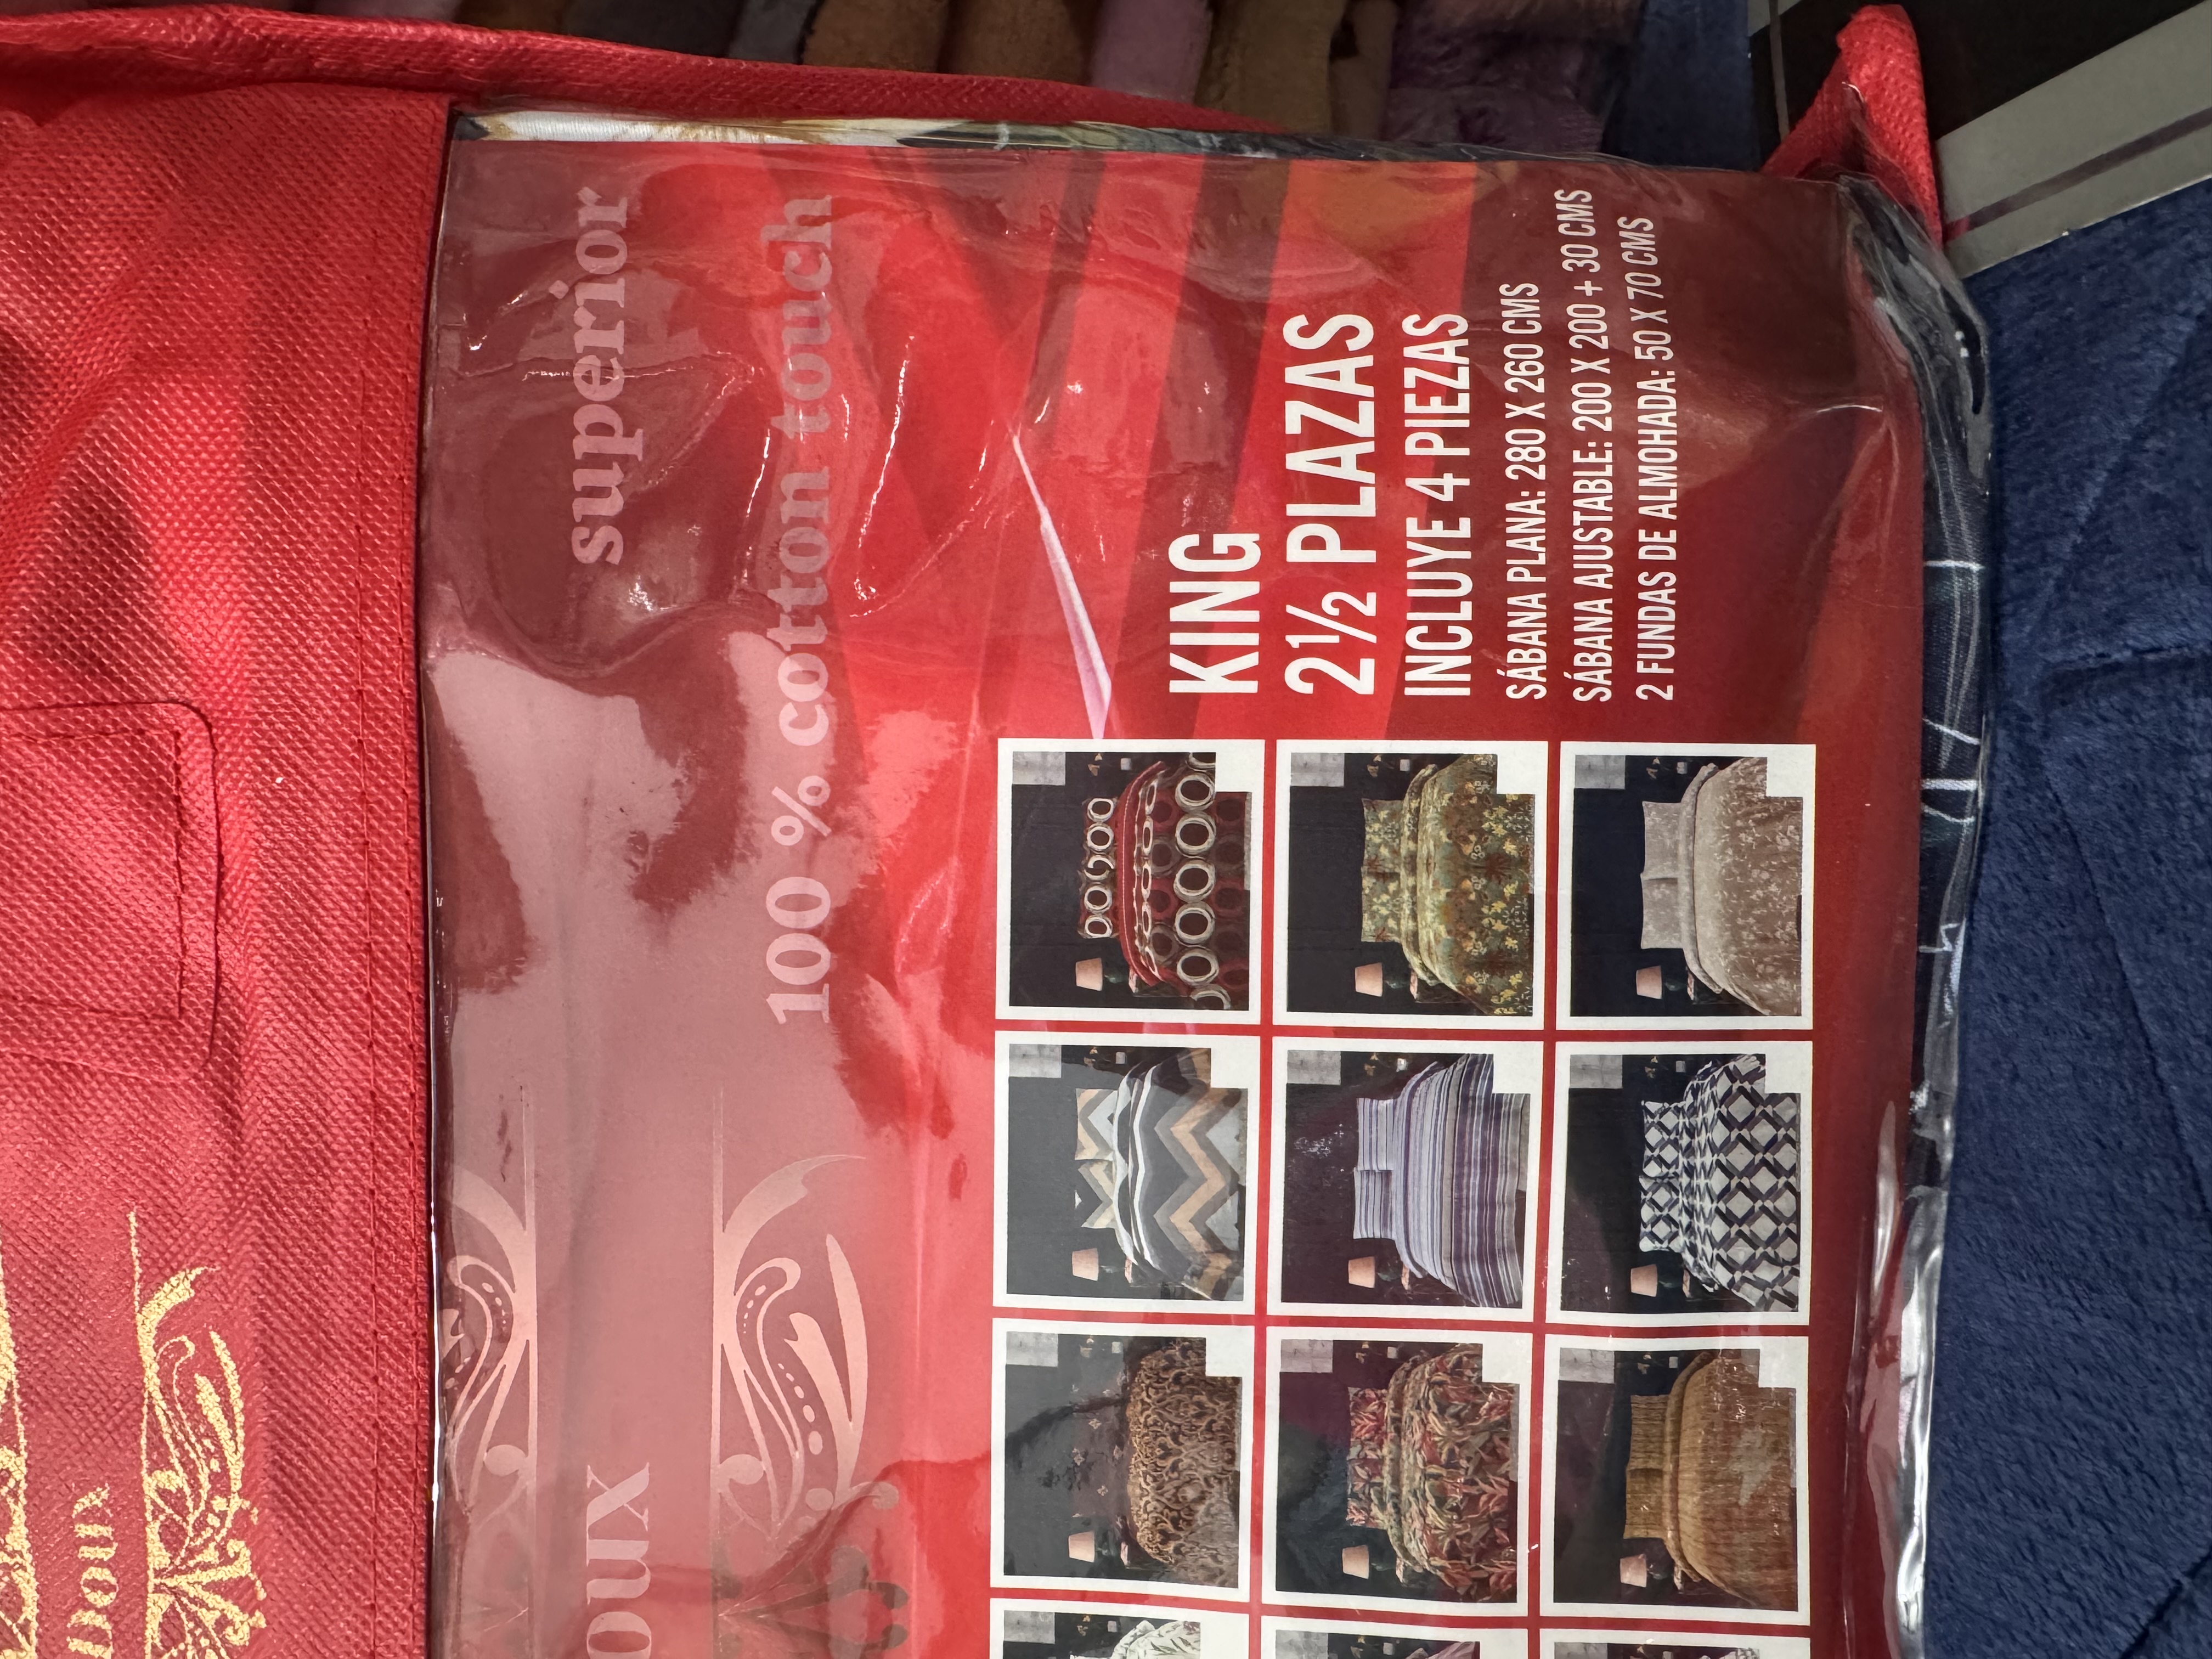 superior
100 % cotton touch
KING
2½ PLAZAS
INCLUYE 4 PIEZAS
SÁBANA PLANA: 280 X 260 CMS
SÁBANA AJUSTABLE: 200 X 200 + 30 CMS
2 FUNDAS DE ALMOHADA: 50 X 70 CMS